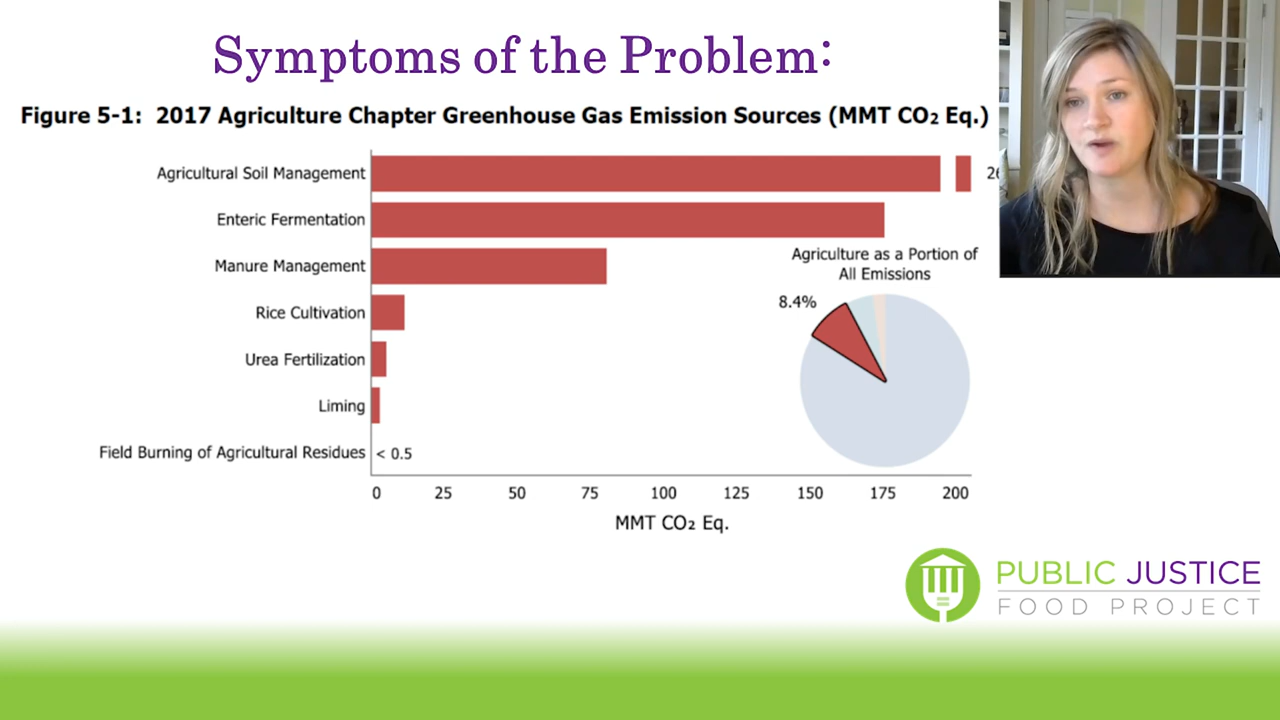 Symptoms of the Problem:
Figure 5-1: 2017 Agriculture Chapter Greenhouse Gas Emission Sources (MMT CO₂ Eq.)
Agricultural Soil Management
Enteric Fermentation
Manure Management
Rice Cultivation
Urea Fertilization
Liming
Field Burning of Agricultural Residues
< 0.5
Agriculture as a Portion of
All Emissions
8.4%
0 25 50 75 100 125 150 175 200
MMT CO₂ Eq.
PUBLIC JUSTICE
FOOD PROJECT